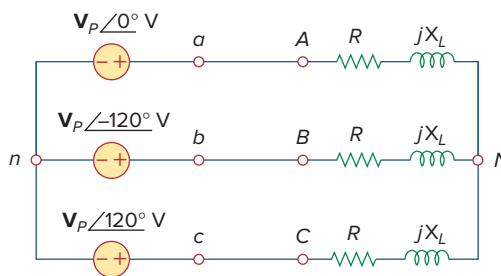 V_P∠0° V
a A R jX_L
V_P∠−120° V
b B R jX_L
n
V_P∠120° V
c C R jX_L